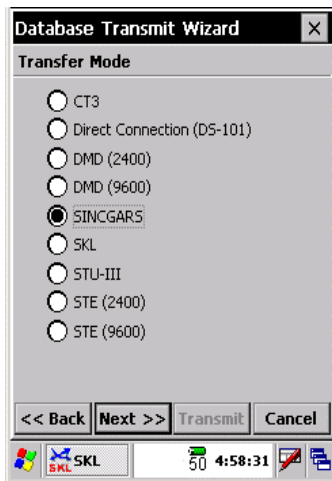 Database Transmit Wizard
Transfer Mode
CT3
Direct Connection (DS-101)
DMD (2400)
DMD (9600)
SINCGARS
SKL
STU-III
STE (2400)
STE (9600)
<< Back Next >> Transmit Cancel
SKL SKL 50 4:58:31